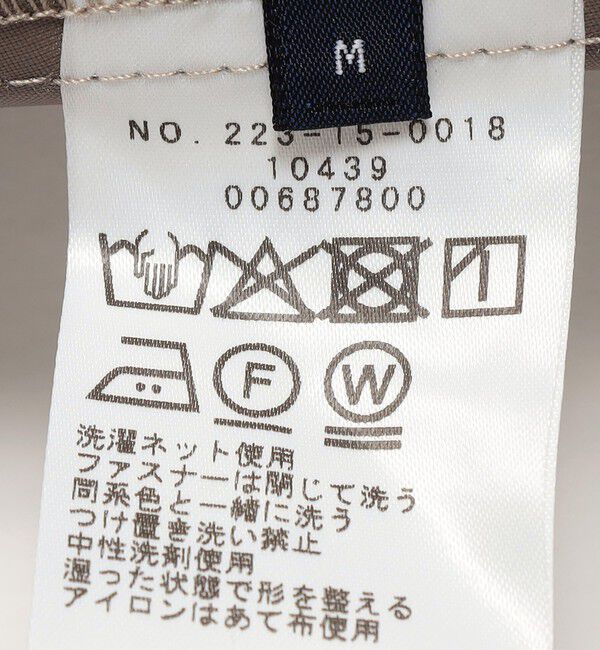 M
NO. 223-15-0018
10439
00687800
F W
洗濯ネット使用
ファスナーは閉じて洗う
同系色と一緒に洗う
つけ置き洗い禁止
中性洗剤使用
湿った状態で形を整える
アイロンはあて布使用